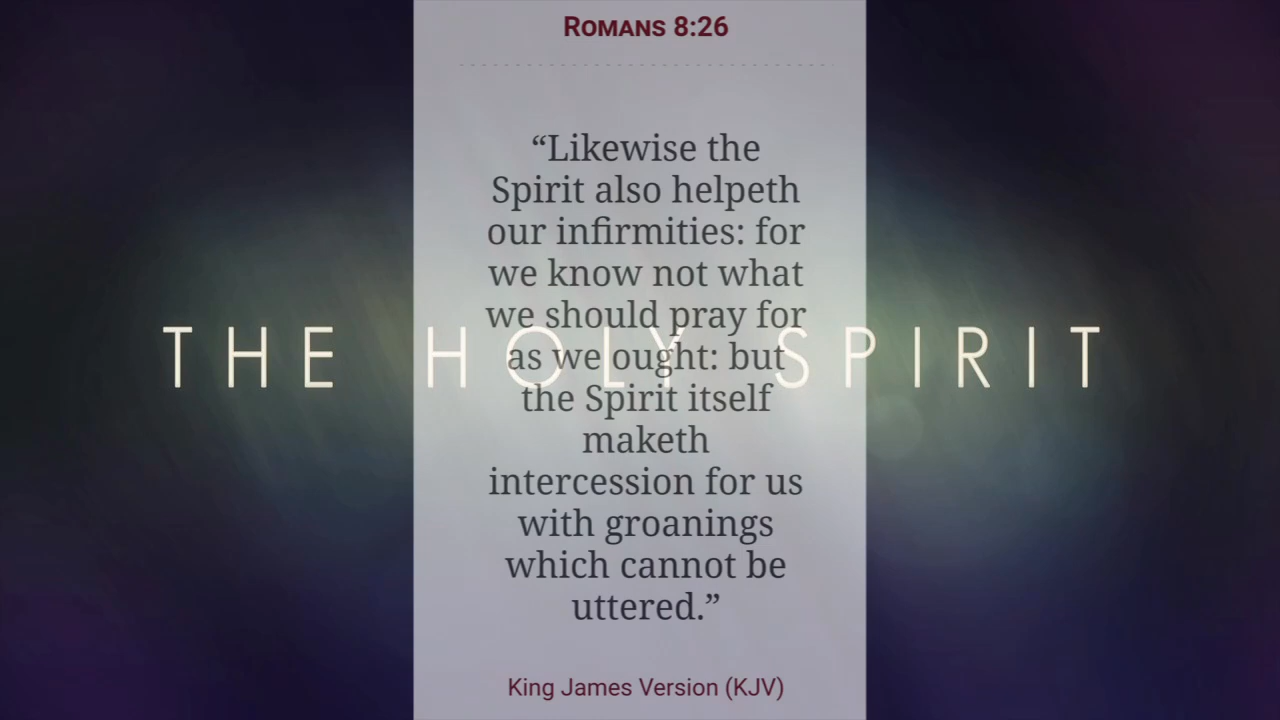 Romans 8:26
“Likewise the
Spirit also helpeth
our infirmities: for
we know not what
we should pray for
THE HOLY SPIRIT
as we ought: but
the Spirit itself
maketh
intercession for us
with groanings
which cannot be
uttered.”
King James Version (KJV)